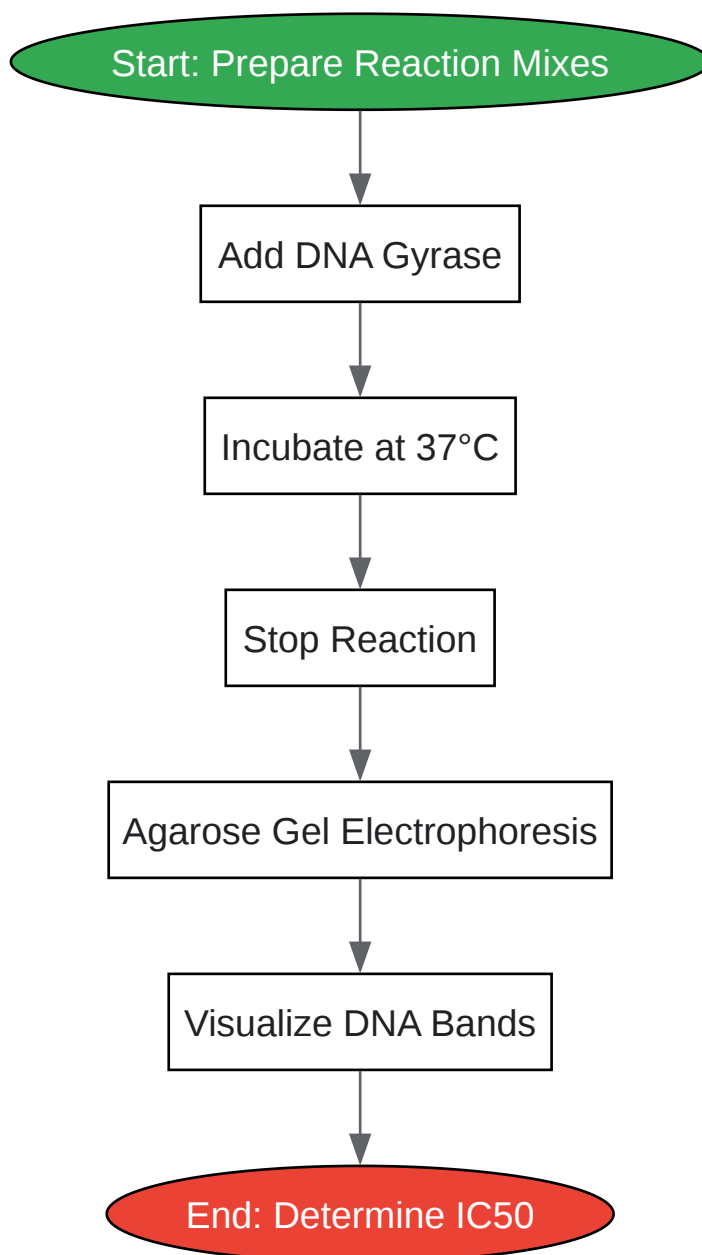 Start: Prepare Reaction Mixes
Add DNA Gyrase
Incubate at 37°C
Stop Reaction
Agarose Gel Electrophoresis
Visualize DNA Bands
End: Determine IC50